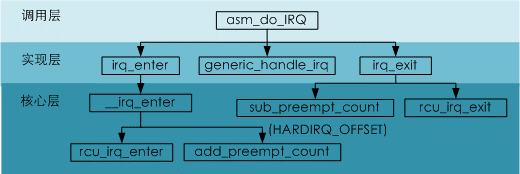 调用层
asm_do_IRQ
实现层
irq_enter
generic_handle_irq
irq_exit
核心层
__irq_enter
sub_preempt_count
rcu_irq_exit
(HARDIRQ_OFFSET)
rcu_irq_enter
add_preempt_count